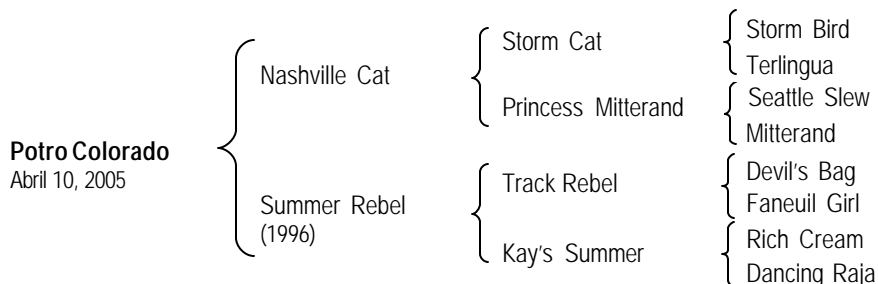 Potro Colorado
Abril 10, 2005
Nashville Cat
Summer Rebel
(1996)
Storm Cat
Princess Mitterand
Track Rebel
Kay's Summer
Storm Bird
Terlingua
Seattle Slew
Mitterand
Devil's Bag
Faneuil Girl
Rich Cream
Dancing Raja